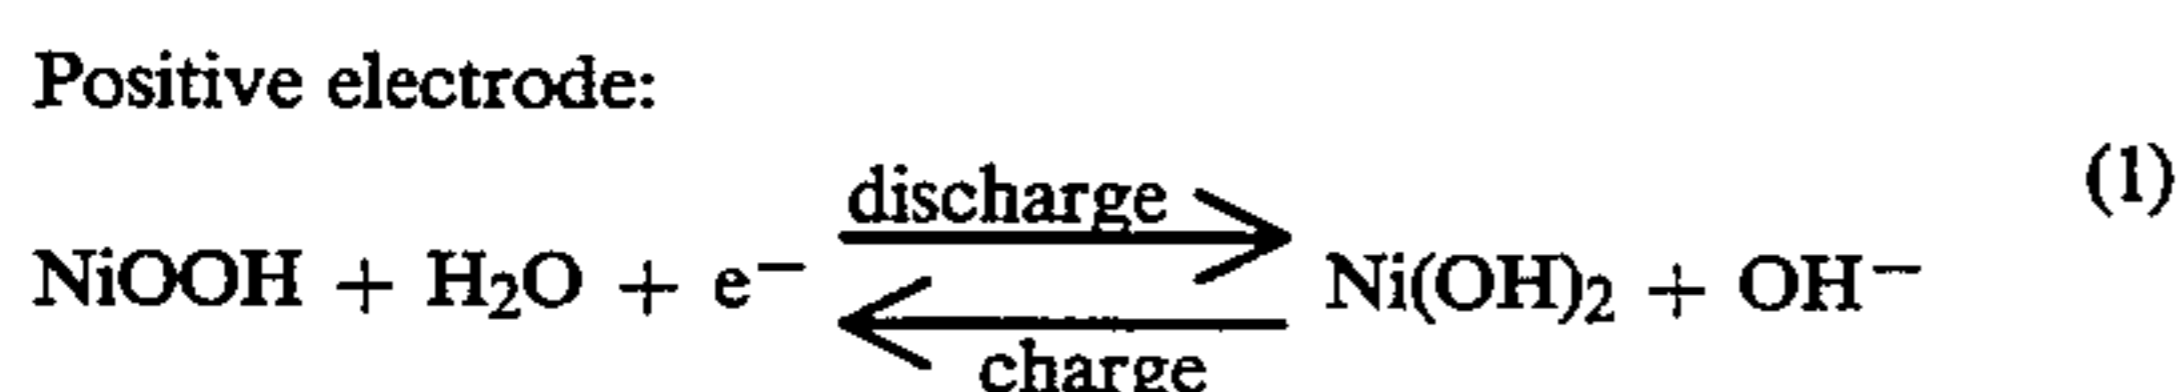 Positive electrode:
(1)
discharge
NiOOH + H₂O + e⁻ Ni(OH)₂ + OH⁻
charge